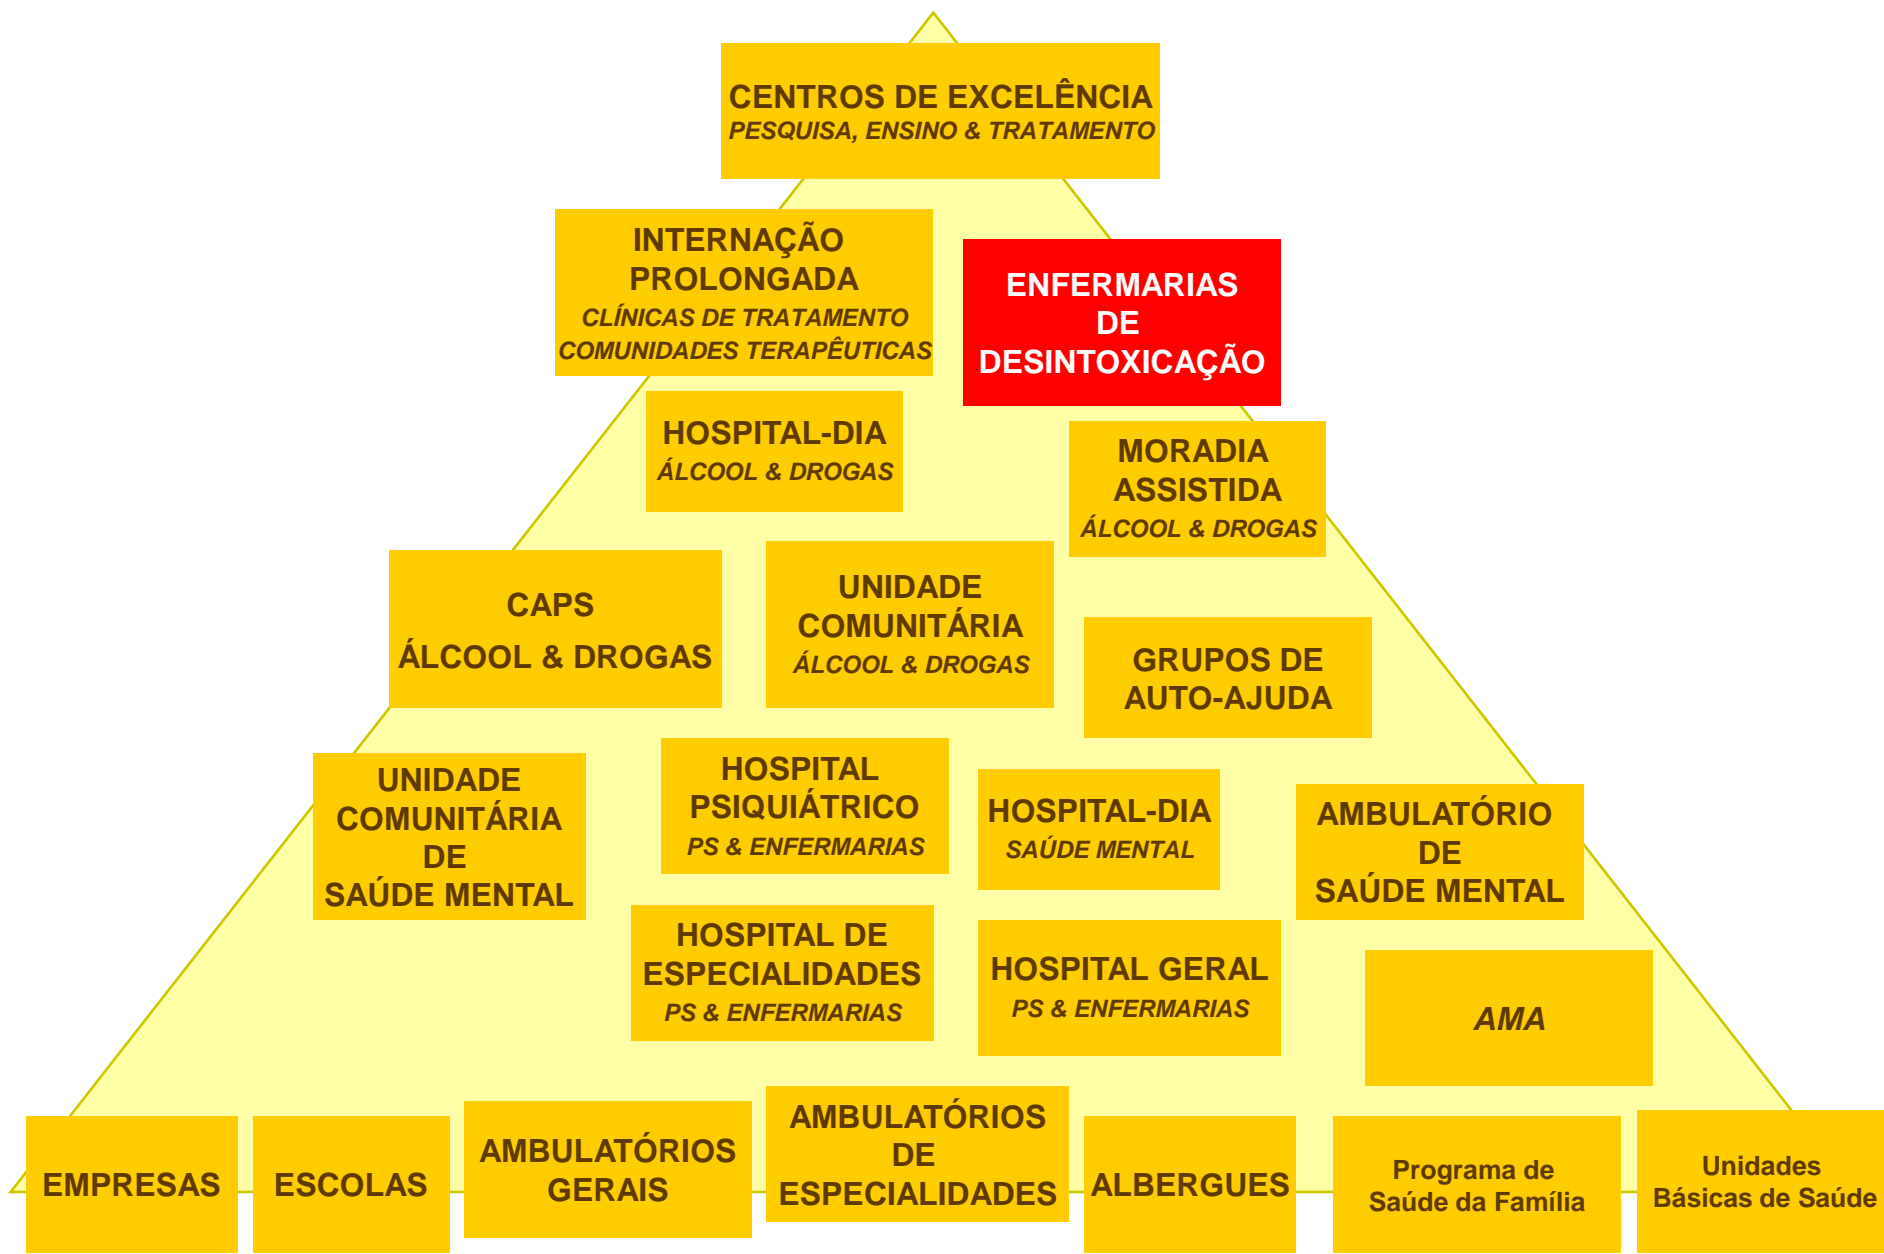 CENTROS DE EXCELÊNCIA
PESQUISA, ENSINO & TRATAMENTO
INTERNAÇÃO
PROLONGADA
CLÍNICAS DE TRATAMENTO
COMUNIDADES TERAPÊUTICAS
ENFERMARIAS
DE
DESINTOXICAÇÃO
HOSPITAL-DIA
ÁLCOOL & DROGAS
MORADIA
ASSISTIDA
ÁLCOOL & DROGAS
CAPS
ÁLCOOL & DROGAS
UNIDADE
COMUNITÁRIA
ÁLCOOL & DROGAS
GRUPOS DE
AUTO-AJUDA
UNIDADE
COMUNITÁRIA
DE
SAÚDE MENTAL
HOSPITAL
PSIQUIÁTRICO
PS & ENFERMARIAS
HOSPITAL-DIA
SAÚDE MENTAL
AMBULATÓRIO
DE
SAÚDE MENTAL
HOSPITAL DE
ESPECIALIDADES
PS & ENFERMARIAS
HOSPITAL GERAL
PS & ENFERMARIAS
AMA
EMPRESAS
ESCOLAS
AMBULATÓRIOS
GERAIS
AMBULATÓRIOS
DE
ESPECIALIDADES
ALBERGUES
Programa de
Saúde da Família
Unidades
Básicas de Saúde